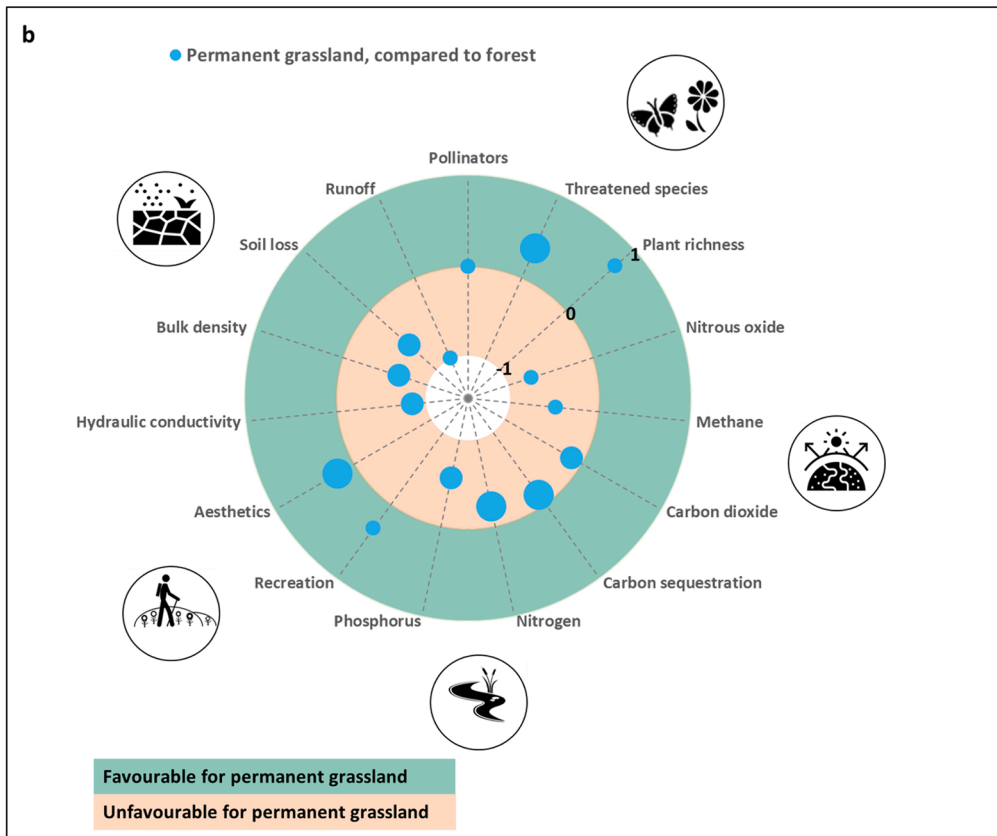 b
Permanent grassland, compared to forest
Pollinators
Runoff
Threatened species
Soil loss
Plant richness
1
Bulk density
0
Nitrous oxide
-1
Hydraulic conductivity
Methane
Aesthetics
Carbon dioxide
Recreation
Carbon sequestration
Phosphorus
Nitrogen
Favourable for permanent grassland
Unfavourable for permanent grassland